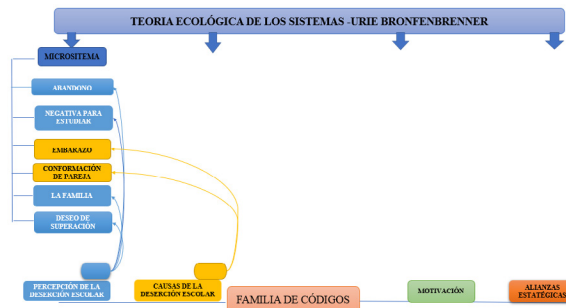 TEORIA ECOLÓGICA DE LOS SISTEMAS -URIE BRONFENBRENNER
MICROSITEMA
ABANDONO
NEGATIVA PARA
ESTUDIAR
EMBARAZO
CONFORMACIÓN
DE PAREJA
LA FAMILIA
DESEO DE
SUPERACIÓN
PERCEPCIÓN DE LA
DESERCIÓN ESCOLAR
CAUSAS DE LA
DESERCIÓN ESCOLAR
FAMILIA DE CÓDIGOS
MOTIVACIÓN
ALIANZAS
ESTATÉGICAS